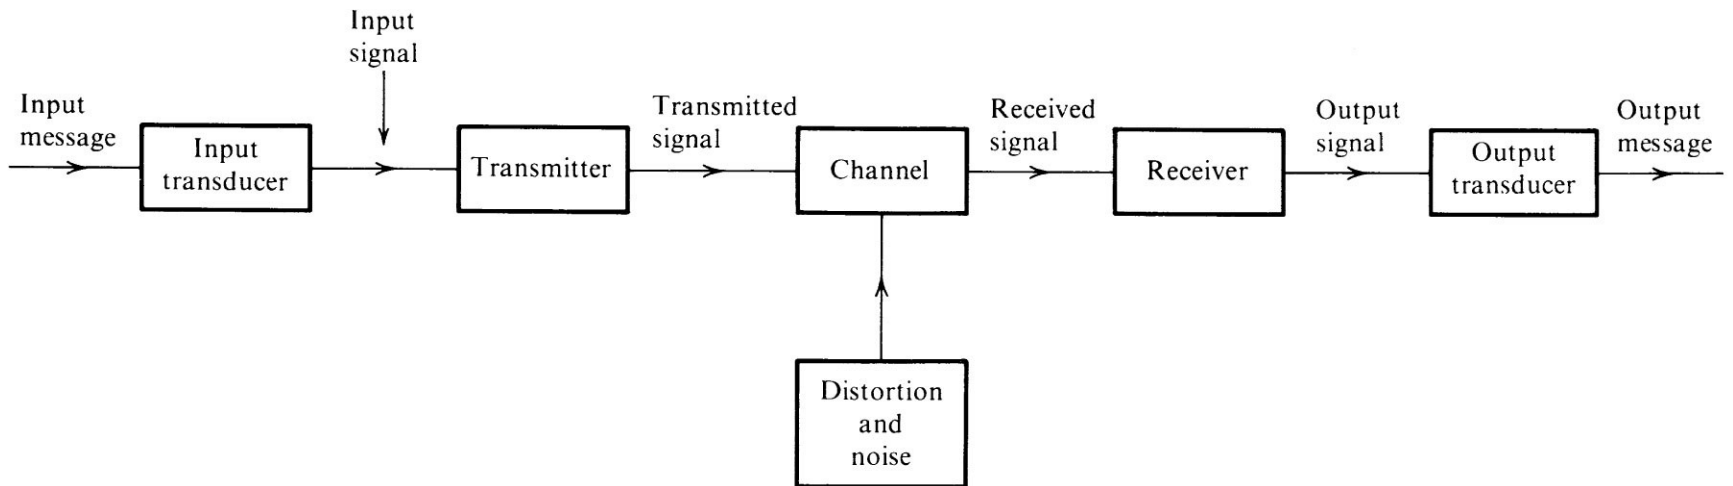 Input
signal
Input
message
Input
transducer
Transmitter
Transmitted
signal
Channel
Received
signal
Receiver
Output
signal
Output
transducer
Output
message
Distortion
and
noise